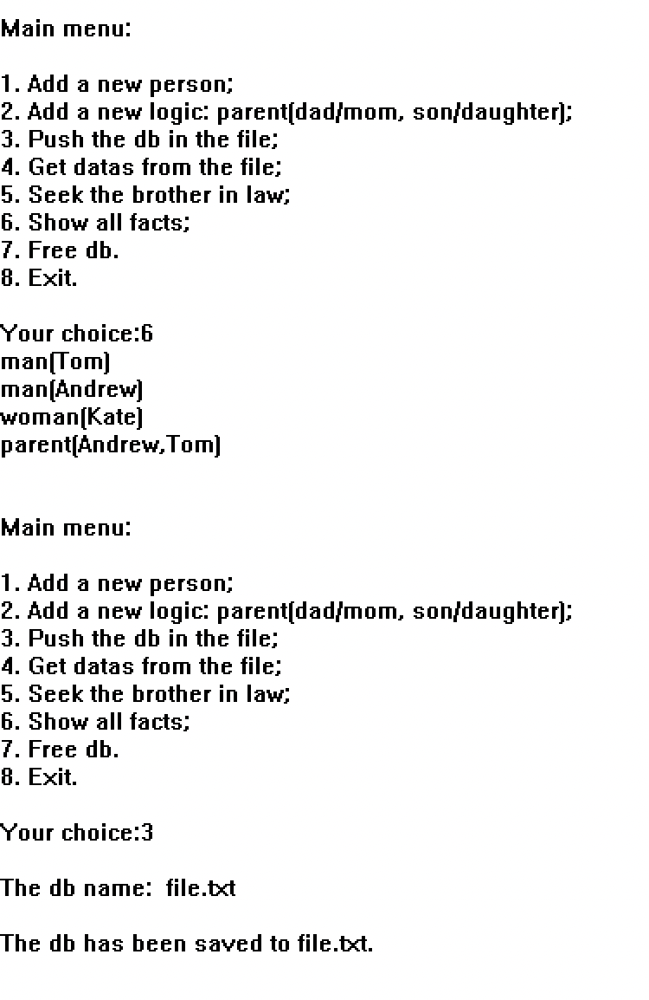 Main menu:
1. Add a new person;
2. Add a new logic: parent(dad/mom, son/daughter);
3. Push the db in the file;
4. Get datas from the file;
5. Seek the brother in law;
6. Show all facts;
7. Free db.
8. Exit.
Your choice:6
man(Tom)
man(Andrew)
woman(Kate)
parent(Andrew,Tom)
Main menu:
1. Add a new person;
2. Add a new logic: parent(dad/mom, son/daughter);
3. Push the db in the file;
4. Get datas from the file;
5. Seek the brother in law;
6. Show all facts;
7. Free db.
8. Exit.
Your choice:3
The db name:  file.txt
The db has been saved to file.txt.